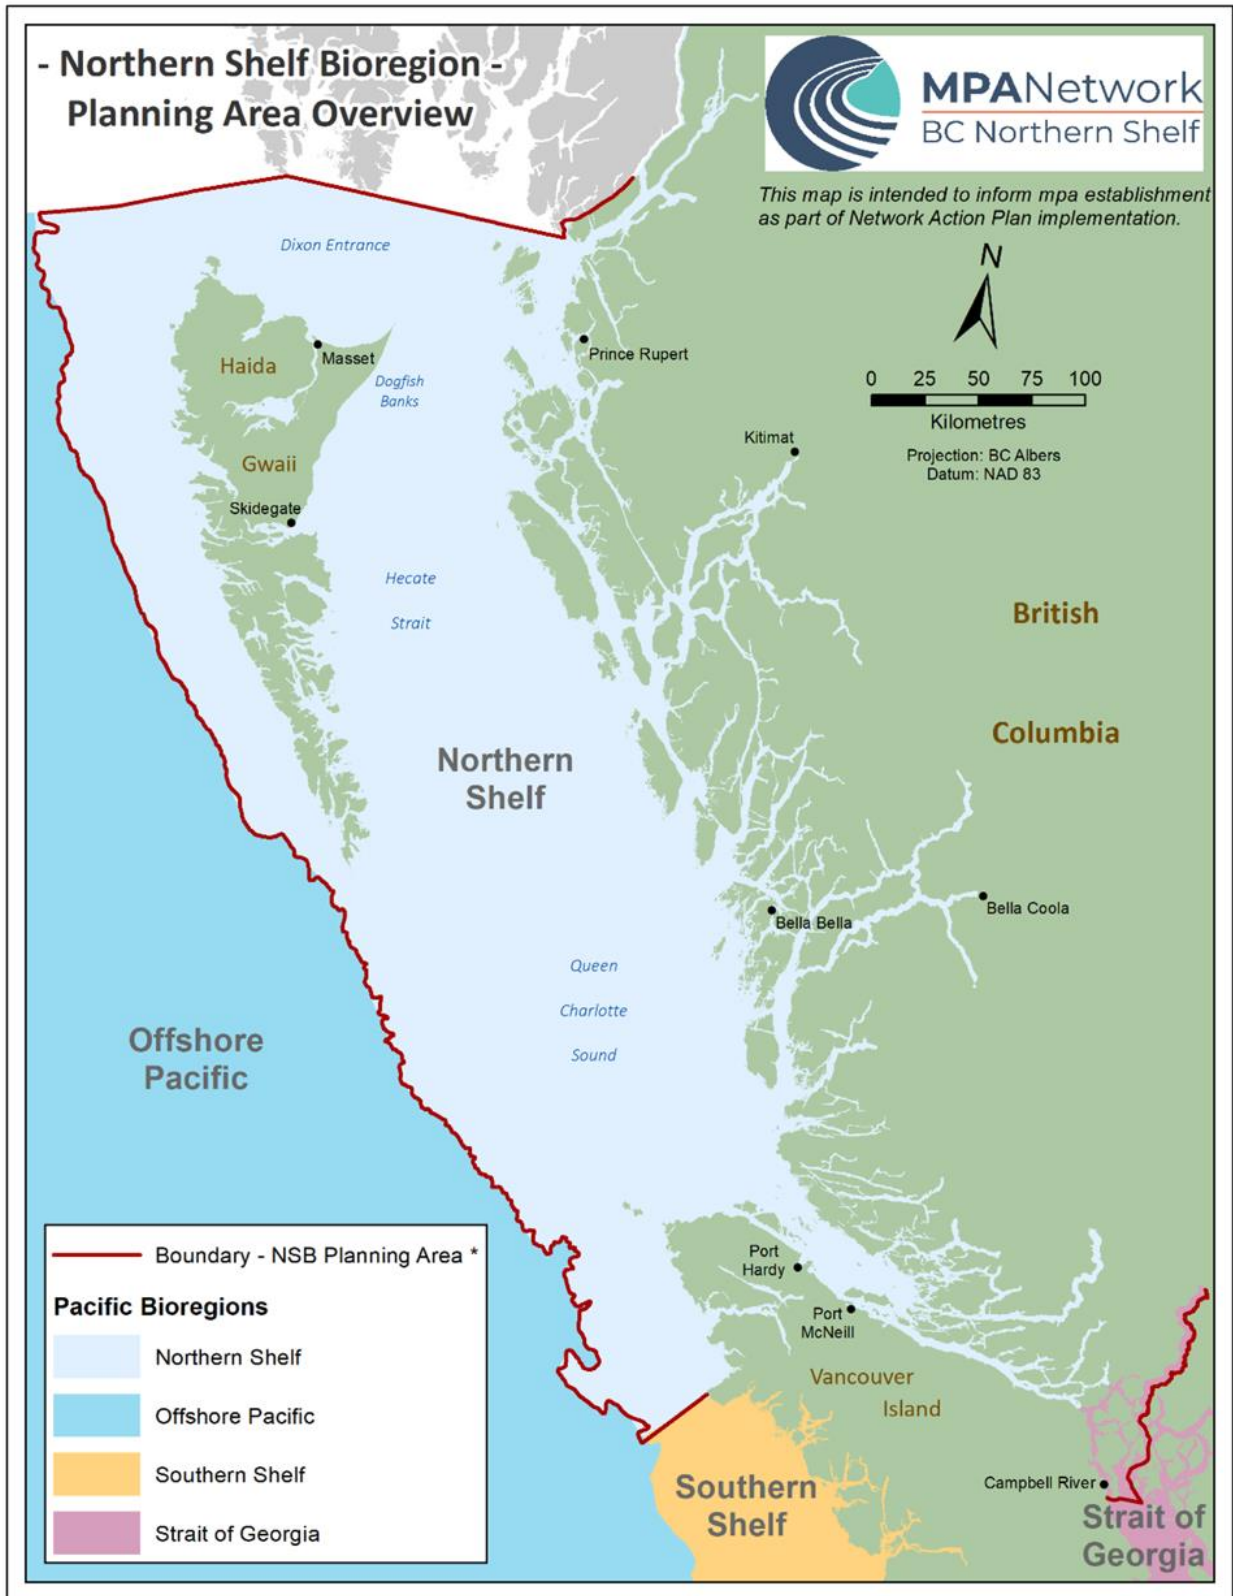 - Northern Shelf Bioregion -
Planning Area Overview
MPANetwork
BC Northern Shelf
This map is intended to inform mpa establishment
as part of Network Action Plan implementation.
N
0 25 50 75 100
Kilometres
Projection: BC Albers
Datum: NAD 83
Dixon Entrance
Haida
Masset
Dogfish
Banks
Prince Rupert
Kitimat
Gwaii
Skidegate
Hecate
Strait
British
Columbia
Northern
Shelf
Bella Bella
Bella Coola
Queen
Charlotte
Sound
Offshore
Pacific
Port
Hardy
Port
McNeill
Vancouver
Island
Campbell River
Southern
Shelf
Strait of
Georgia
Boundary - NSB Planning Area *
Pacific Bioregions
Northern Shelf
Offshore Pacific
Southern Shelf
Strait of Georgia